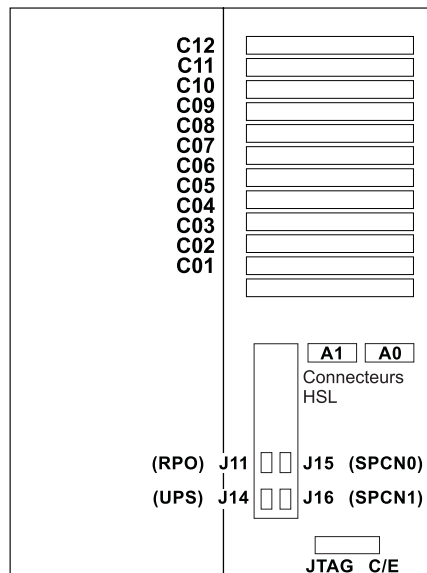 C12
C11
C10
C09
C08
C07
C06
C05
C04
C03
C02
C01
A1 A0
Connecteurs
HSL
(RPO) J11 J15 (SPCN0)
(UPS) J14 J16 (SPCN1)
JTAG C/E